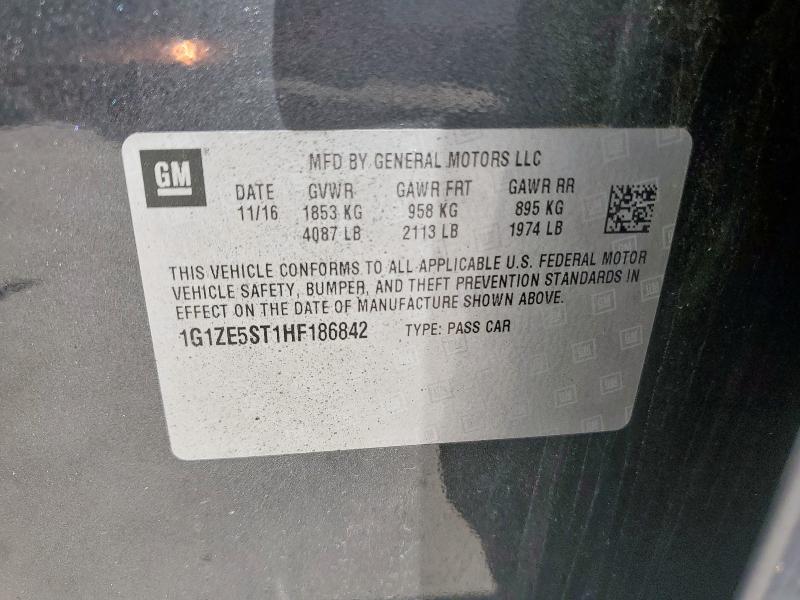 GM
MFD BY GENERAL MOTORS LLC
DATE GVWR GAWR FRT GAWR RR
11/16 1853 KG 958 KG 895 KG
4087 LB 2113 LB 1974 LB
THIS VEHICLE CONFORMS TO ALL APPLICABLE U.S. FEDERAL MOTOR
VEHICLE SAFETY, BUMPER, AND THEFT PREVENTION STANDARDS IN
EFFECT ON THE DATE OF MANUFACTURE SHOWN ABOVE.
1G1ZE5ST1HF186842 TYPE: PASS CAR